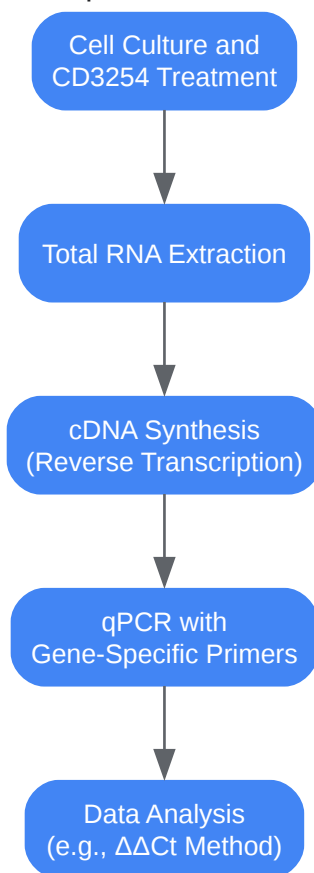 Cell Culture and
CD3254 Treatment
Total RNA Extraction
cDNA Synthesis
(Reverse Transcription)
qPCR with
Gene-Specific Primers
Data Analysis
(e.g., ΔΔCt Method)